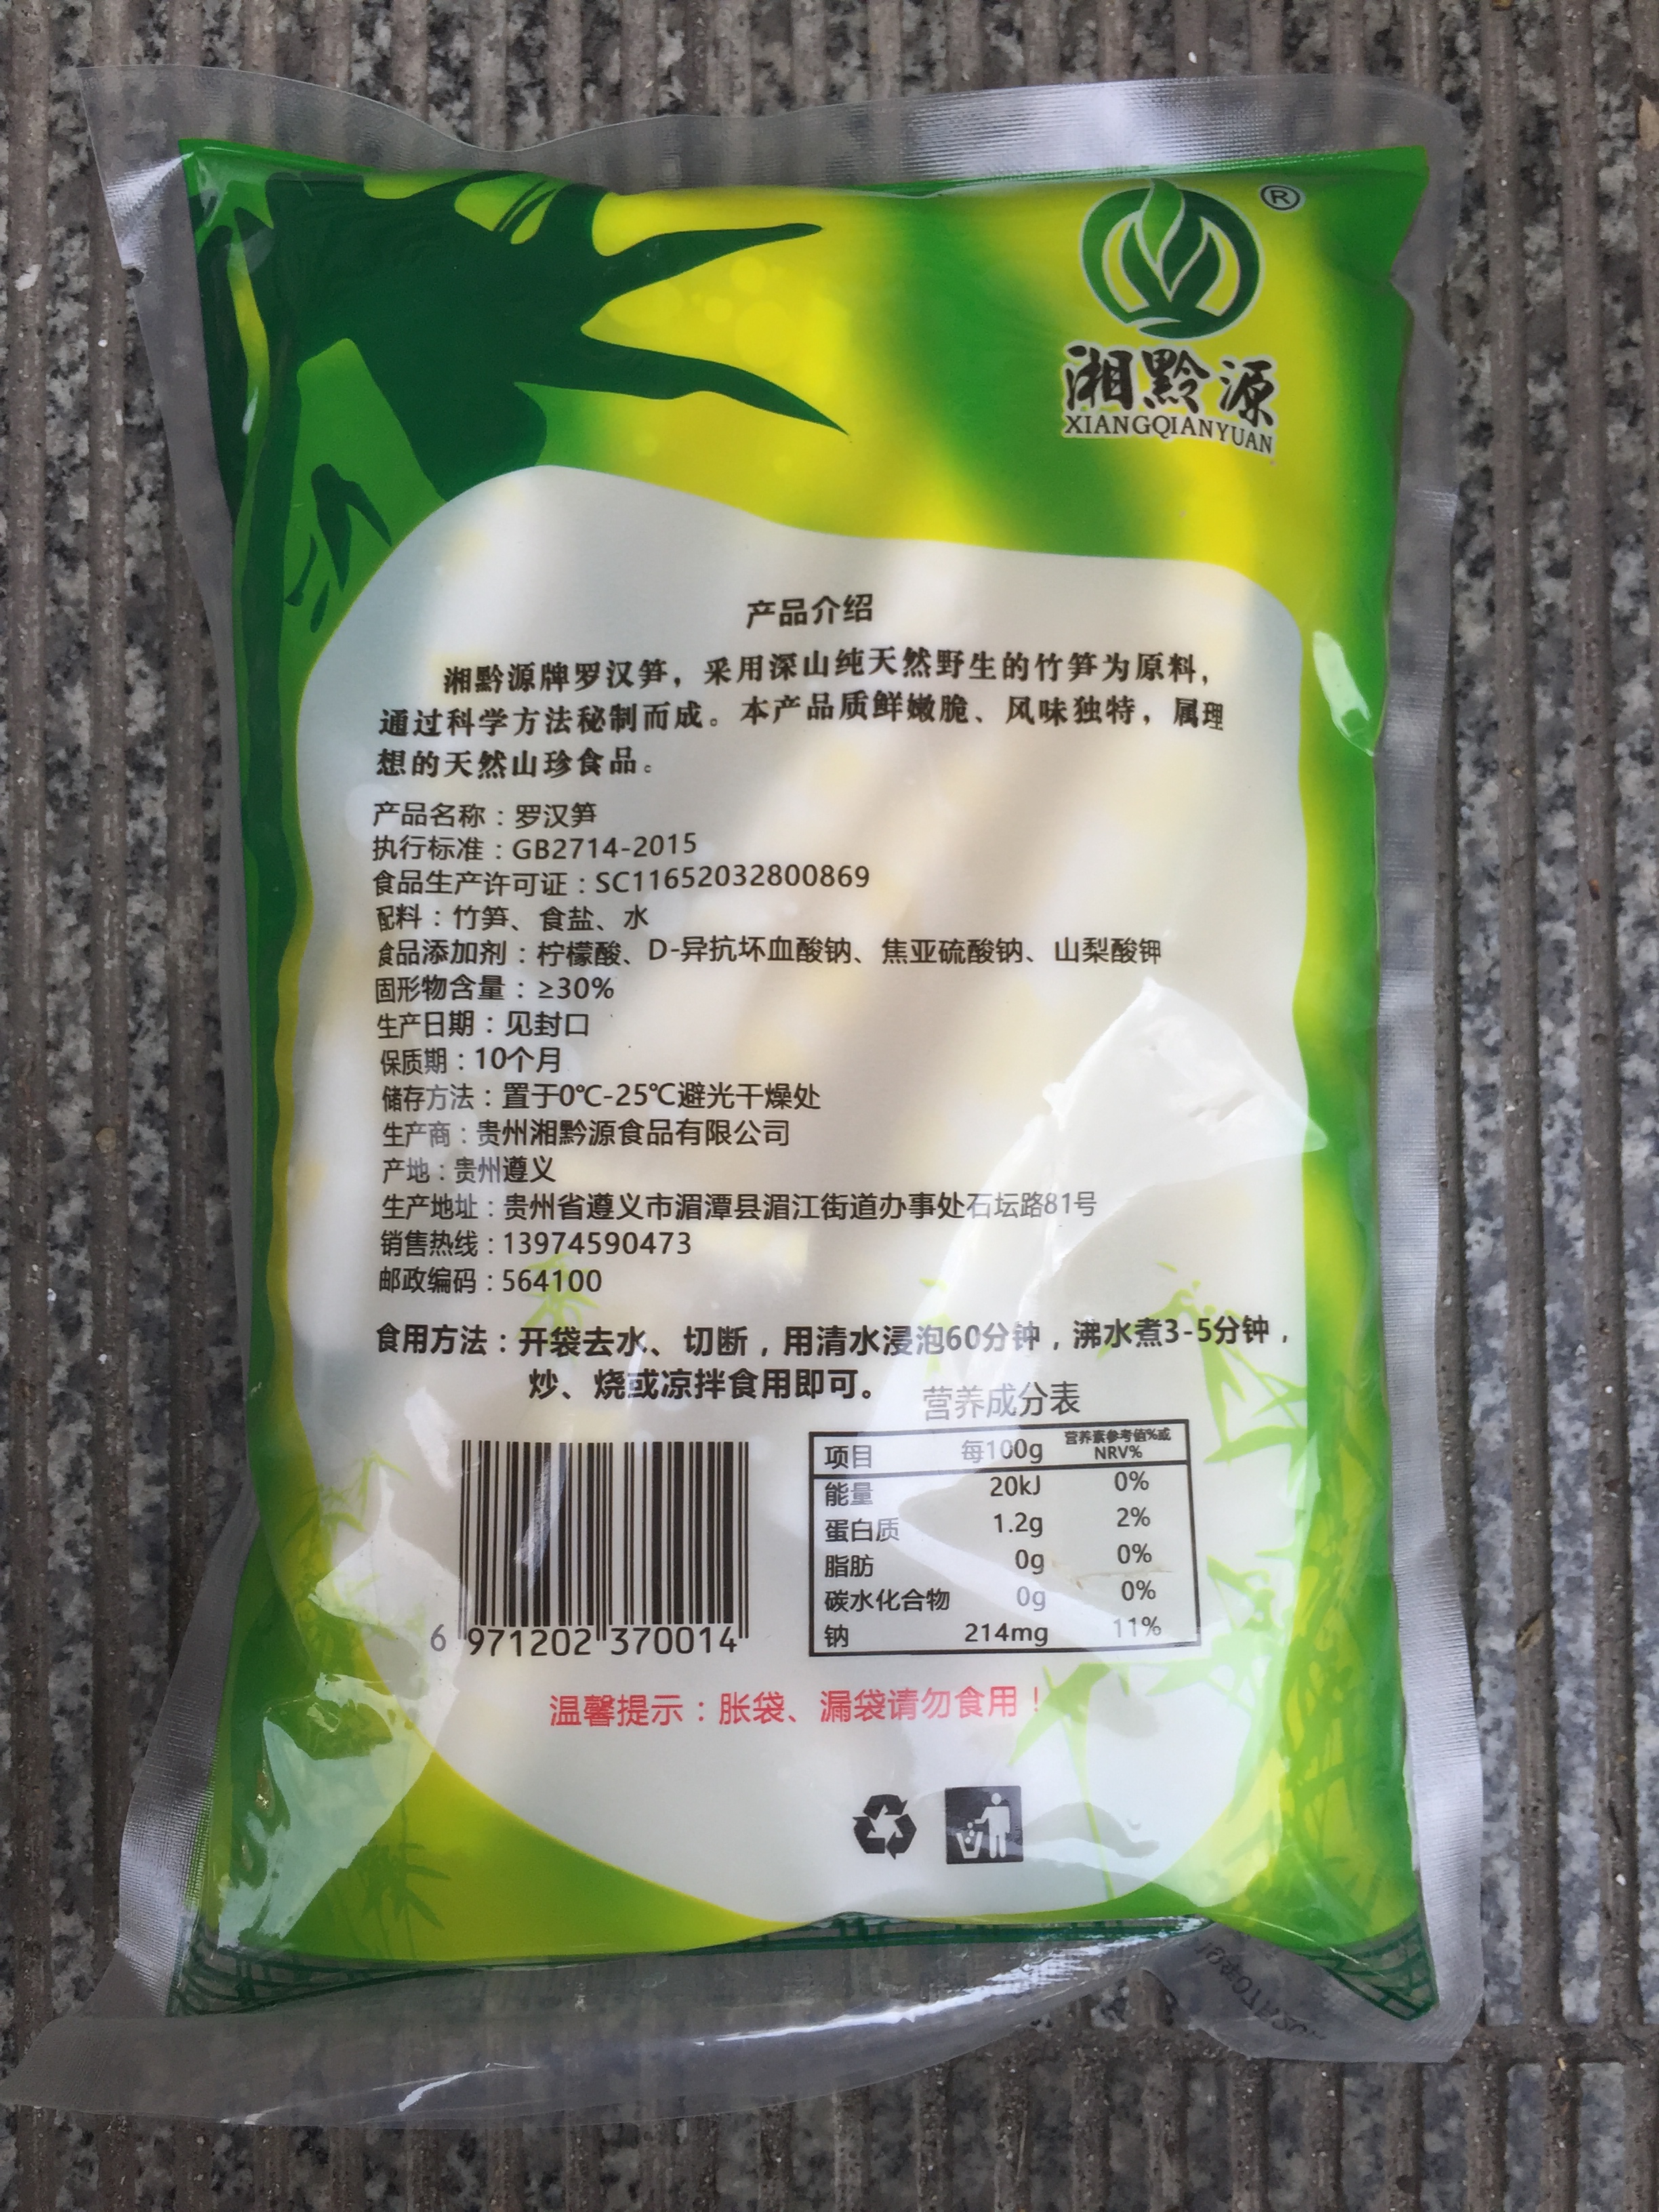 ®
湘黔源
XIANGQIANYUAN
产品介绍
湘黔源牌罗汉笋，采用深山纯天然野生的竹笋为原料，
通过科学方法秘制而成。本产品质鲜嫩脆、风味独特，属理
想的天然山珍食品。
产品名称：罗汉笋
执行标准：GB2714-2015
食品生产许可证：SC11652032800869
配料：竹笋、食盐、水
食品添加剂：柠檬酸、D-异抗坏血酸钠、焦亚硫酸钠、山梨酸钾
固形物含量：≥30%
生产日期：见封口
保质期：10个月
储存方法：置于0℃-25℃避光干燥处
生产商：贵州湘黔源食品有限公司
产地：贵州遵义
生产地址：贵州省遵义市湄潭县湄江街道办事处石坛路81号
销售热线：13974590473
邮政编码：564100
食用方法：开袋去水、切断，用清水浸泡60分钟，沸水煮3-5分钟，
炒、烧或凉拌食用即可。
营养成分表
项目 每100g 营养素参考值%或NRV%
能量 20kJ 0%
蛋白质 1.2g 2%
脂肪 0g 0%
碳水化合物 0g 0%
钠 214mg 11%
6 971202 370014
温馨提示：胀袋、漏袋请勿食用！